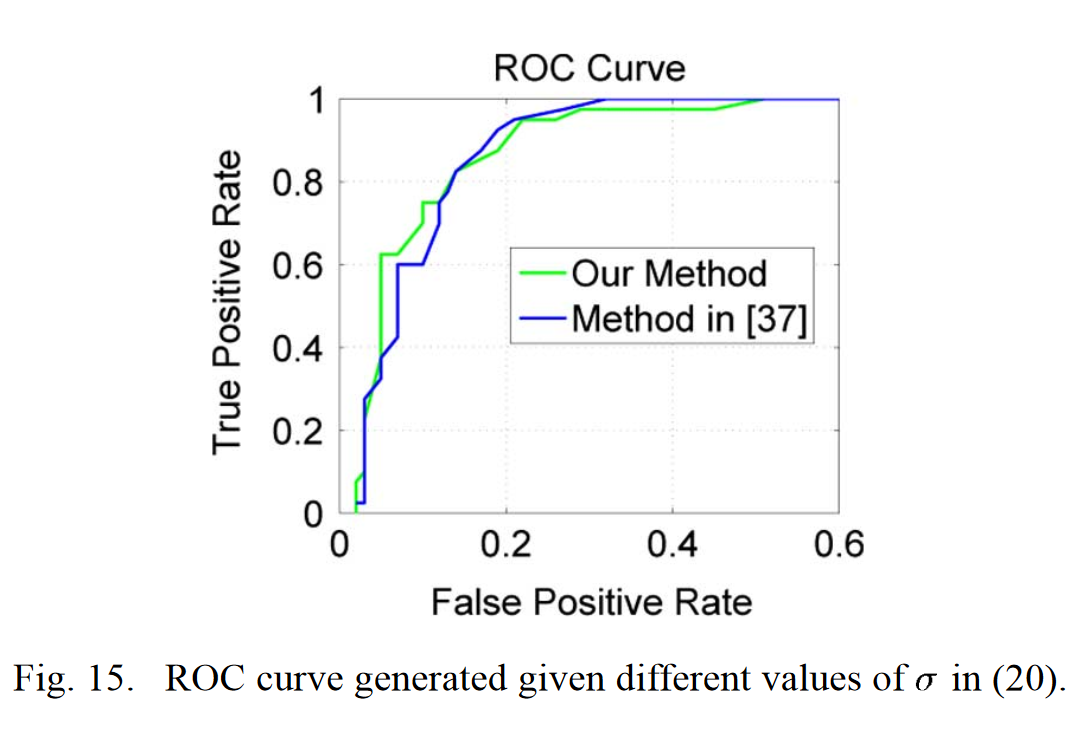 ROC Curve
True Positive Rate
1
0.8
0.6
0.4
0.2
0
Our Method
Method in [37]
0 0.2 0.4 0.6
False Positive Rate
Fig. 15. ROC curve generated given different values of σ in (20).